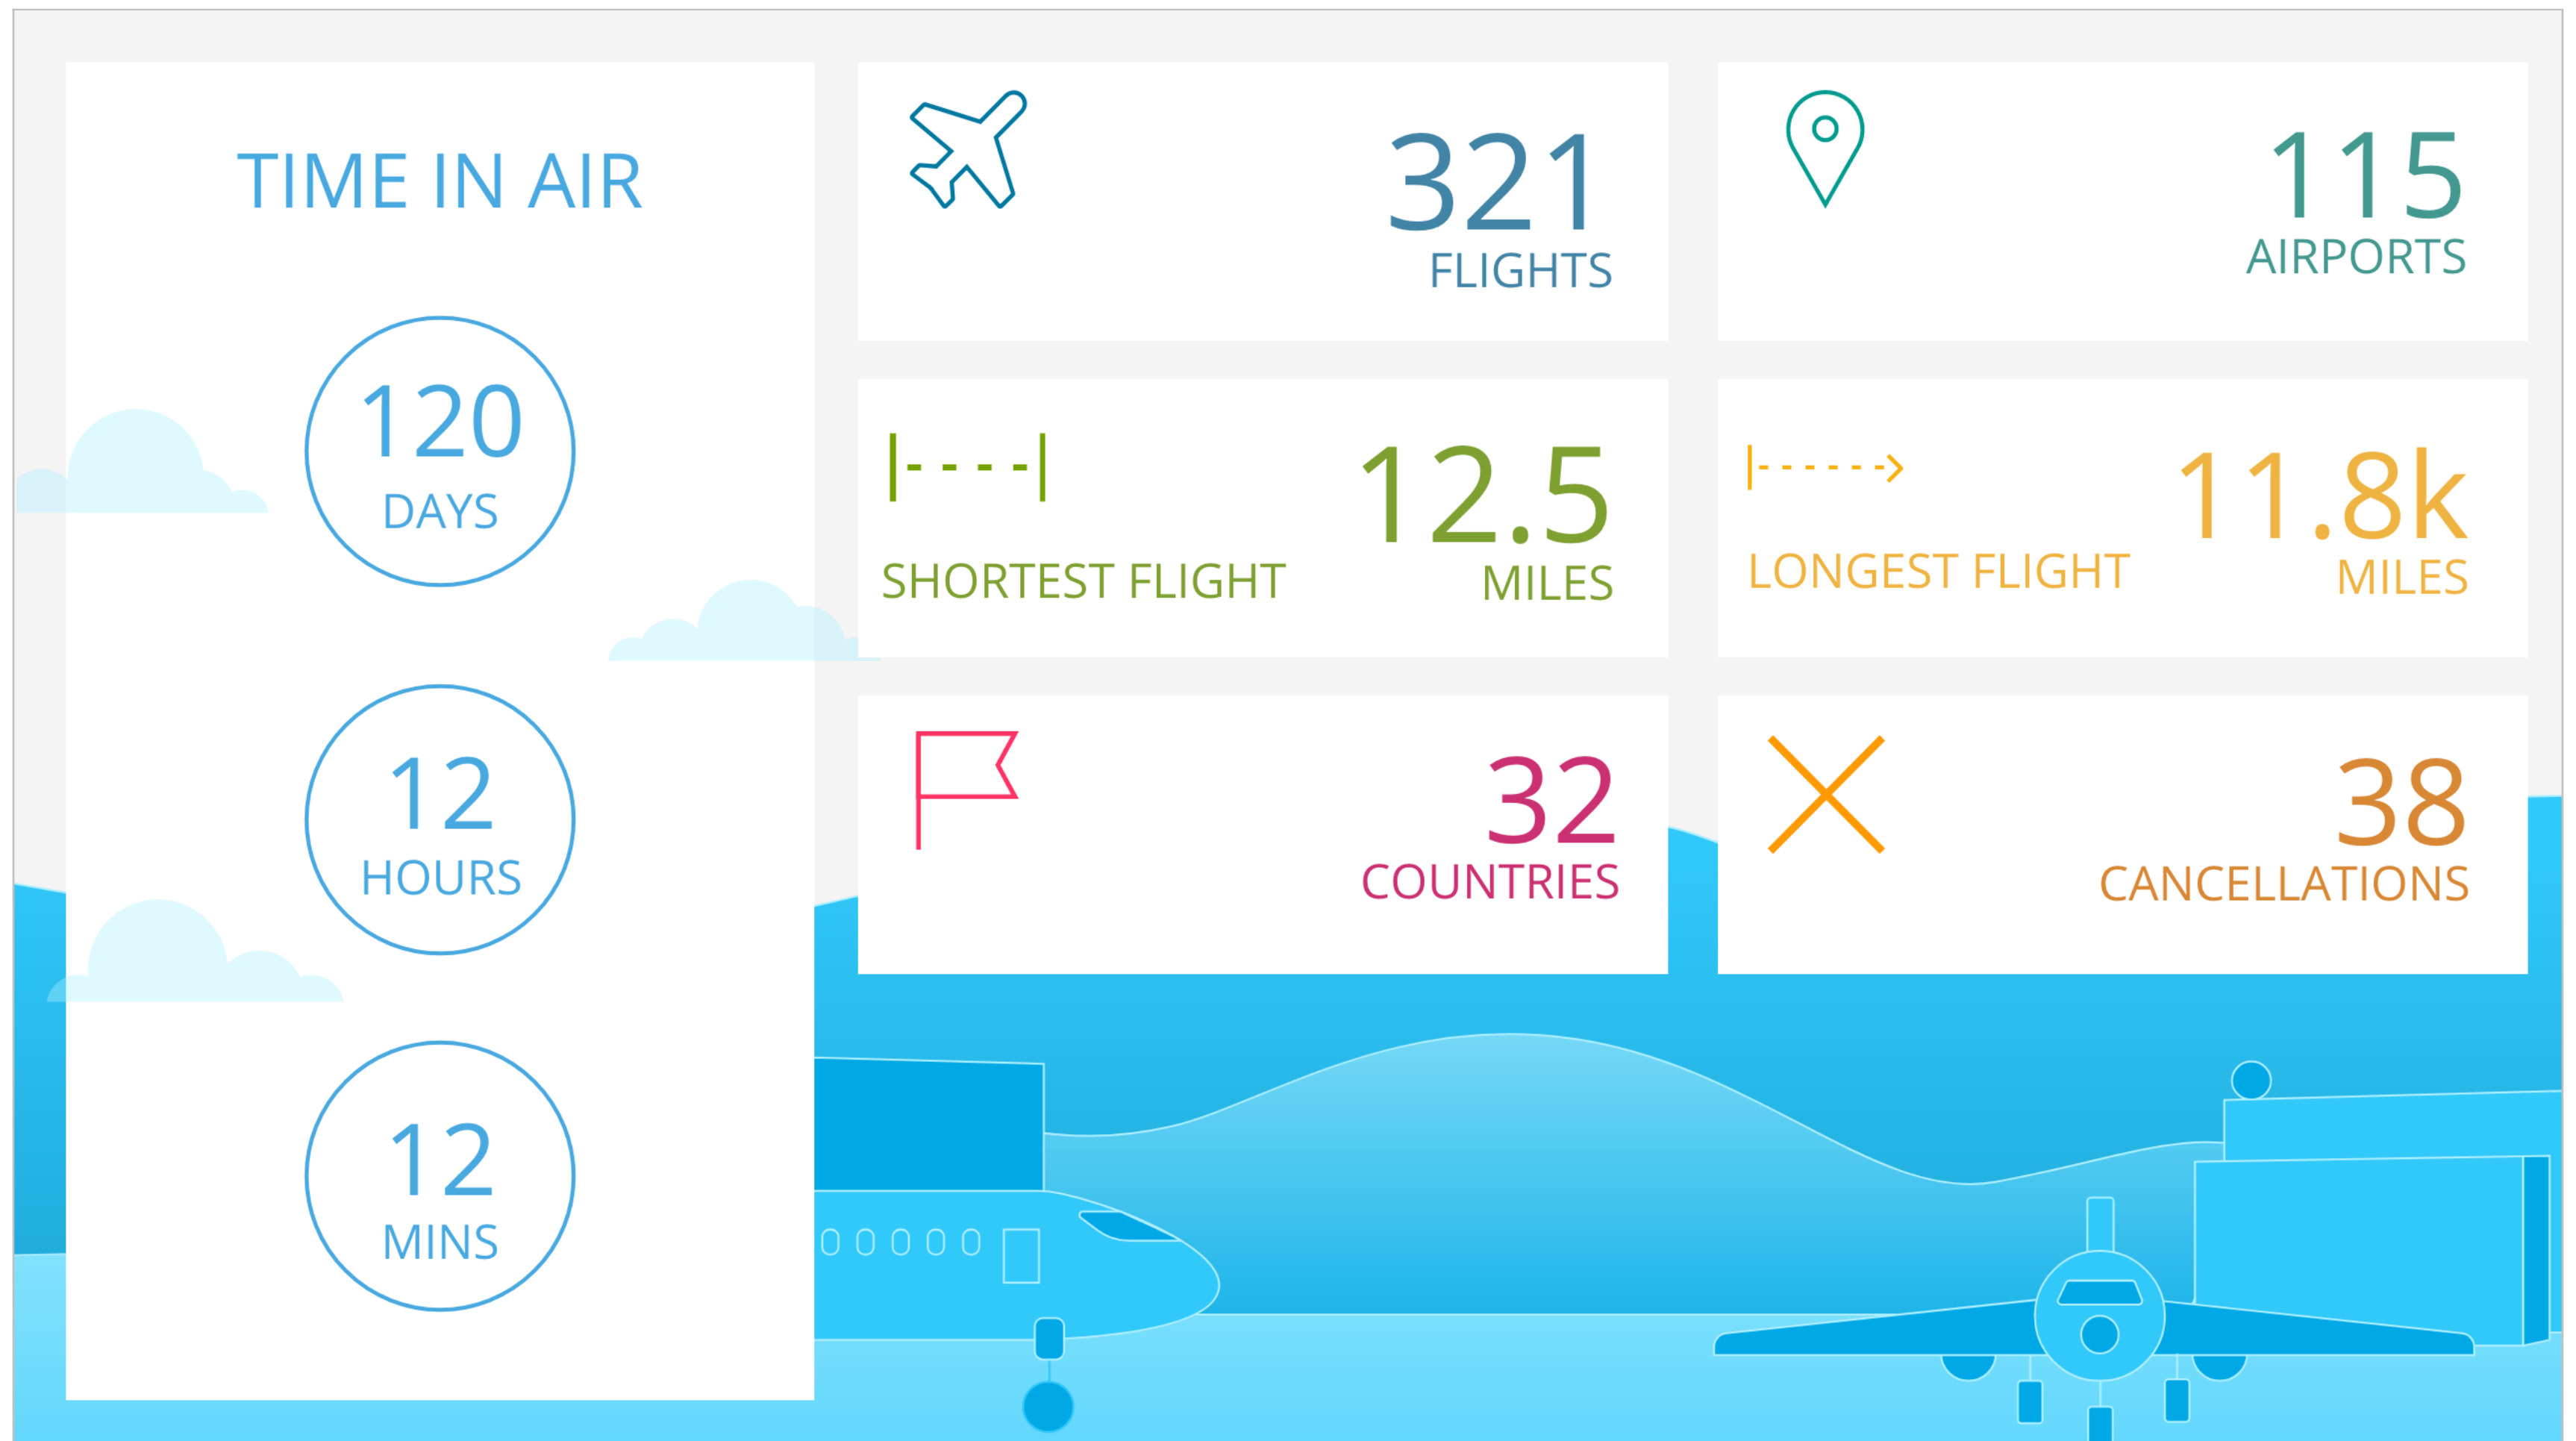 TIME IN AIR
120
DAYS
12
HOURS
12
MINS
321
FLIGHTS
115
AIRPORTS
12.5
SHORTEST FLIGHT
MILES
11.8k
LONGEST FLIGHT
MILES
32
COUNTRIES
38
CANCELLATIONS